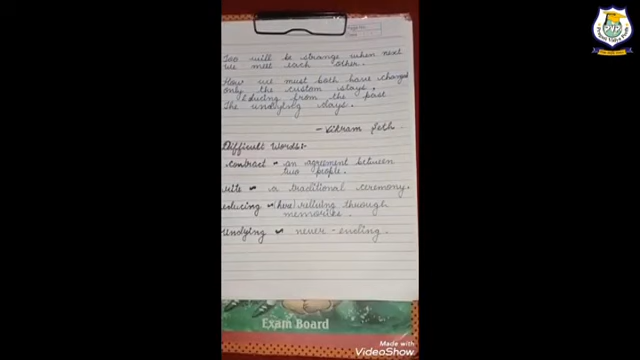 Too will be strange when next
we meet each other.
How we must both have changed
only the custom stays.
Educing from the past
The undying days.
- Vikram Seth
Difficult Words:-
contract - an agreement between
two people.
rite - a traditional ceremony.
educing - (here) reliving through
memories.
undying - never-ending.
Exam Board
Made with
VideoShow